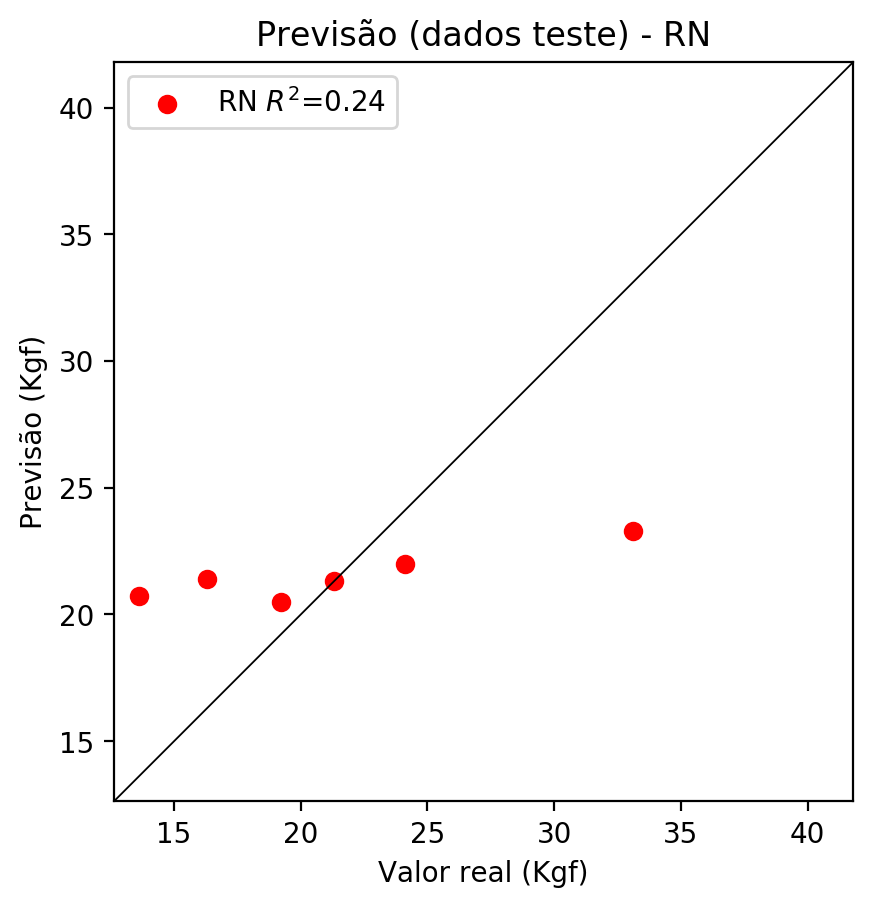 Previsão (dados teste) - RN
RN R²=0.24
40
35
30
25
20
15
Previsão (Kgf)
15 20 25 30 35 40
Valor real (Kgf)